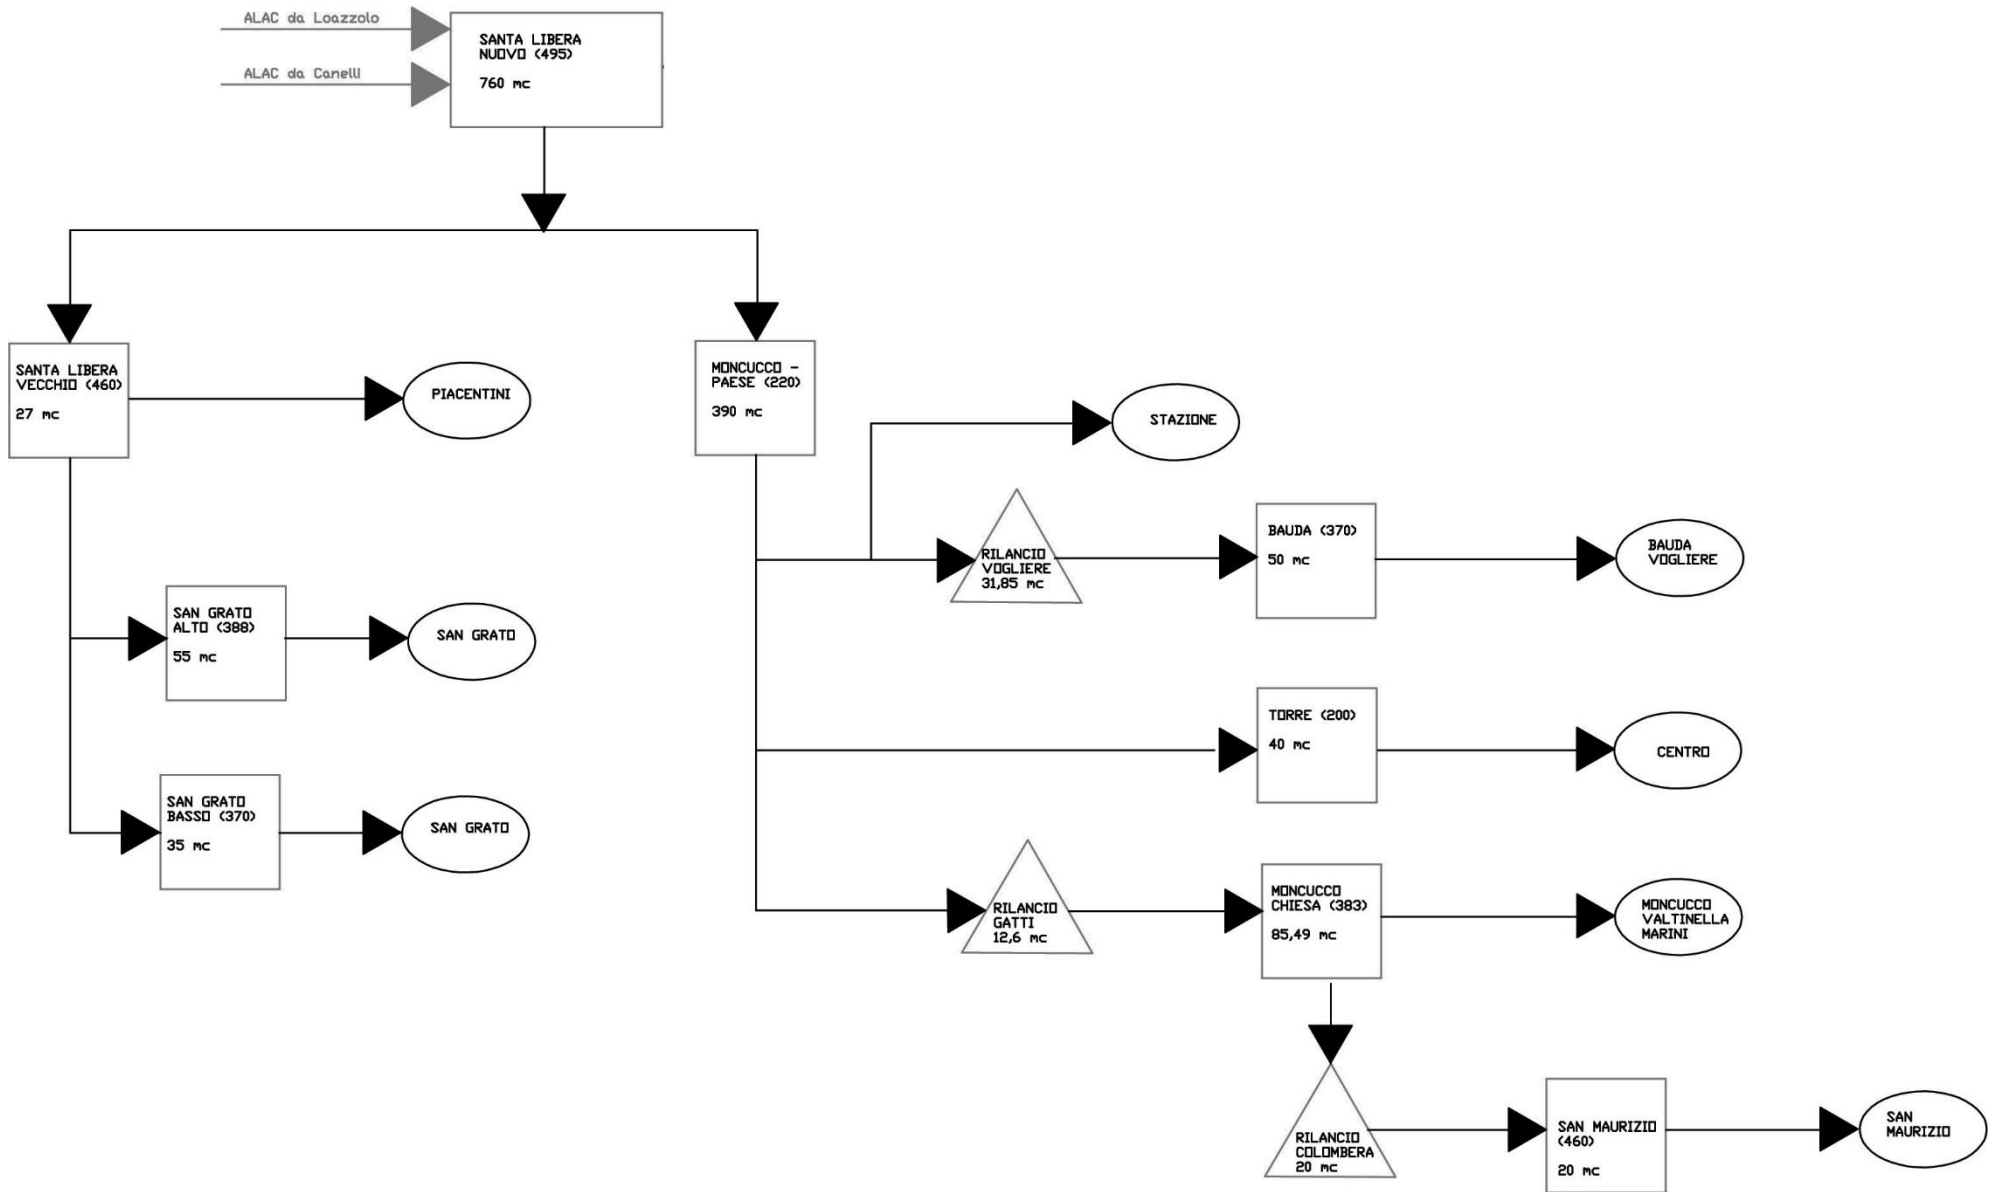 ALAC da Loazzolo
ALAC da Canelli
SANTA LIBERA
NUOVO (495)
760 mc
SANTA LIBERA
VECCHIO (460)
27 mc
PIACENTINI
MONCUCCO -
PAESE (220)
390 mc
STAZIONE
RILANCIO
VOGLIERE
31,85 mc
BAUDA (370)
50 mc
BAUDA
VOGLIERE
SAN GRATO
ALTO (388)
55 mc
SAN GRATO
TORRE (200)
40 mc
CENTRO
SAN GRATO
BASSO (370)
35 mc
SAN GRATO
RILANCIO
GATTI
12,6 mc
MONCUCCO
CHIESA (383)
85,49 mc
MONCUCCO
VALTINELLA
MARINI
RILANCIO
COLOMBERA
20 mc
SAN MAURIZIO
(460)
20 mc
SAN
MAURIZIO